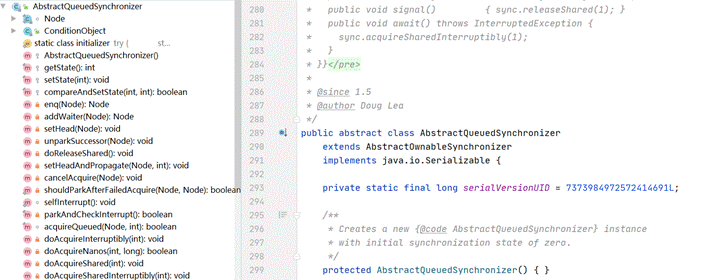 AbstractQueuedSynchronizer
Node
ConditionObject
static class initializer try { st...
AbstractQueuedSynchronizer()
getState(): int
setState(int): void
compareAndSetState(int, int): boolean
enq(Node): Node
addWaiter(Node): Node
setHead(Node): void
unparkSuccessor(Node): void
doReleaseShared(): void
setHeadAndPropagate(Node, int): void
cancelAcquire(Node): void
shouldParkAfterFailedAcquire(Node, Node): boolean
selfInterrupt(): void
parkAndCheckInterrupt(): boolean
acquireQueued(Node, int): boolean
doAcquireInterruptibly(int): void
doAcquireNanos(int, long): boolean
doAcquireShared(int): void
doAcquireSharedInterruptibly(int): void
280 * public void signal() { sync.releaseShared(1); }
281 * public void await() throws InterruptedException {
282 * sync.acquireSharedInterruptibly(1);
283 * }
284 * }}</pre>
285 *
286 * @since 1.5
287 * @author Doug Lea
288 */
289 public abstract class AbstractQueuedSynchronizer
290 extends AbstractOwnableSynchronizer
291 implements java.io.Serializable {
292
293 private static final long serialVersionUID = 7373984972572414691L;
294
295 /**
296 * Creates a new {@code AbstractQueuedSynchronizer} instance
297 * with initial synchronization state of zero.
298 */
299 protected AbstractQueuedSynchronizer() { }